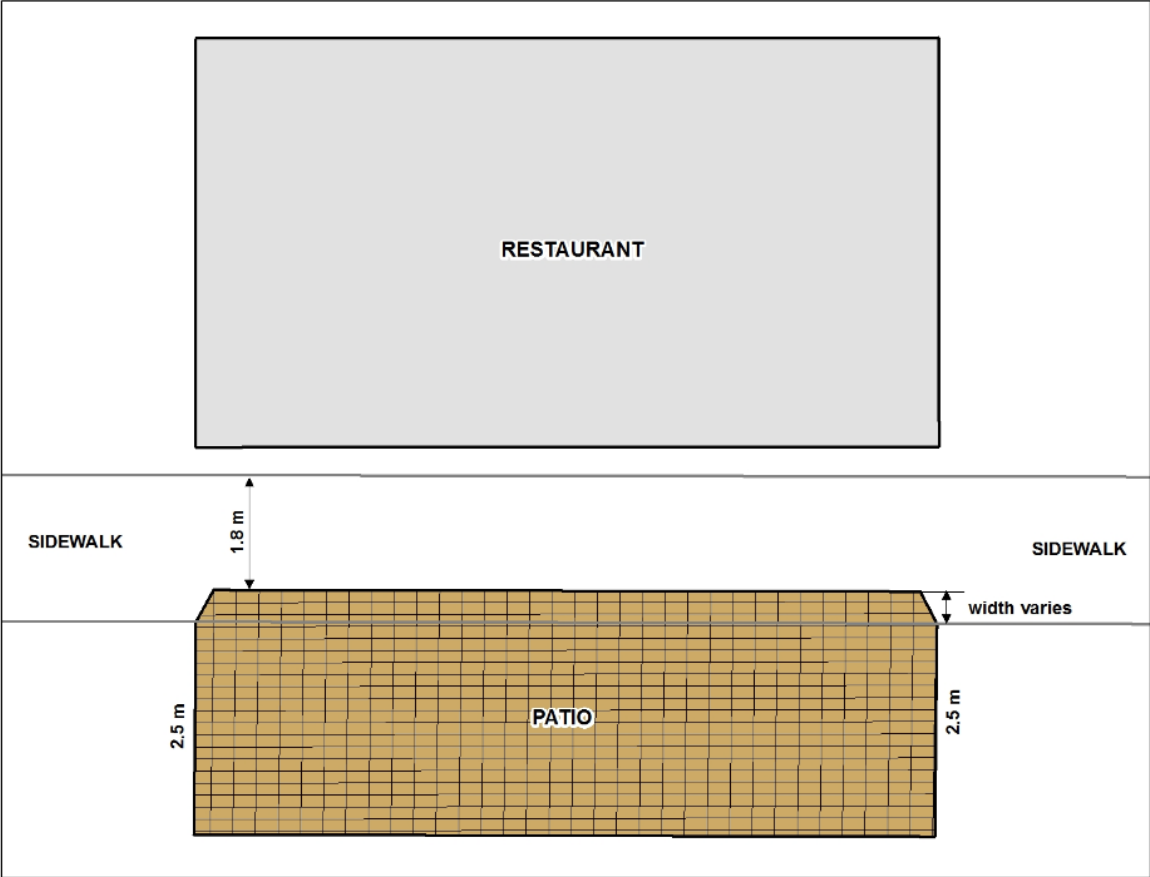 RESTAURANT
1.8 m
SIDEWALK
SIDEWALK
width varies
2.5 m
PATIO
2.5 m